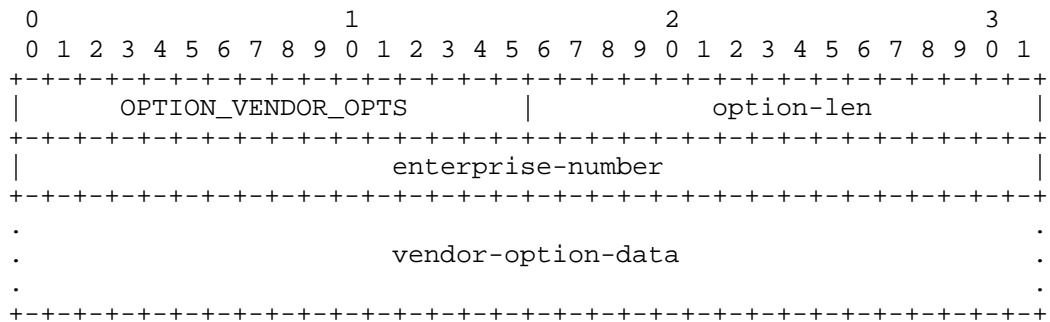 0                   1                   2                   3
 0 1 2 3 4 5 6 7 8 9 0 1 2 3 4 5 6 7 8 9 0 1 2 3 4 5 6 7 8 9 0 1
+-+-+-+-+-+-+-+-+-+-+-+-+-+-+-+-+-+-+-+-+-+-+-+-+-+-+-+-+-+-+-+-+
|      OPTION_VENDOR_OPTS       |           option-len          |
+-+-+-+-+-+-+-+-+-+-+-+-+-+-+-+-+-+-+-+-+-+-+-+-+-+-+-+-+-+-+-+-+
|                       enterprise-number                       |
+-+-+-+-+-+-+-+-+-+-+-+-+-+-+-+-+-+-+-+-+-+-+-+-+-+-+-+-+-+-+-+-+
.                                                               .
.                       vendor-option-data                      .
.                                                               .
+-+-+-+-+-+-+-+-+-+-+-+-+-+-+-+-+-+-+-+-+-+-+-+-+-+-+-+-+-+-+-+-+